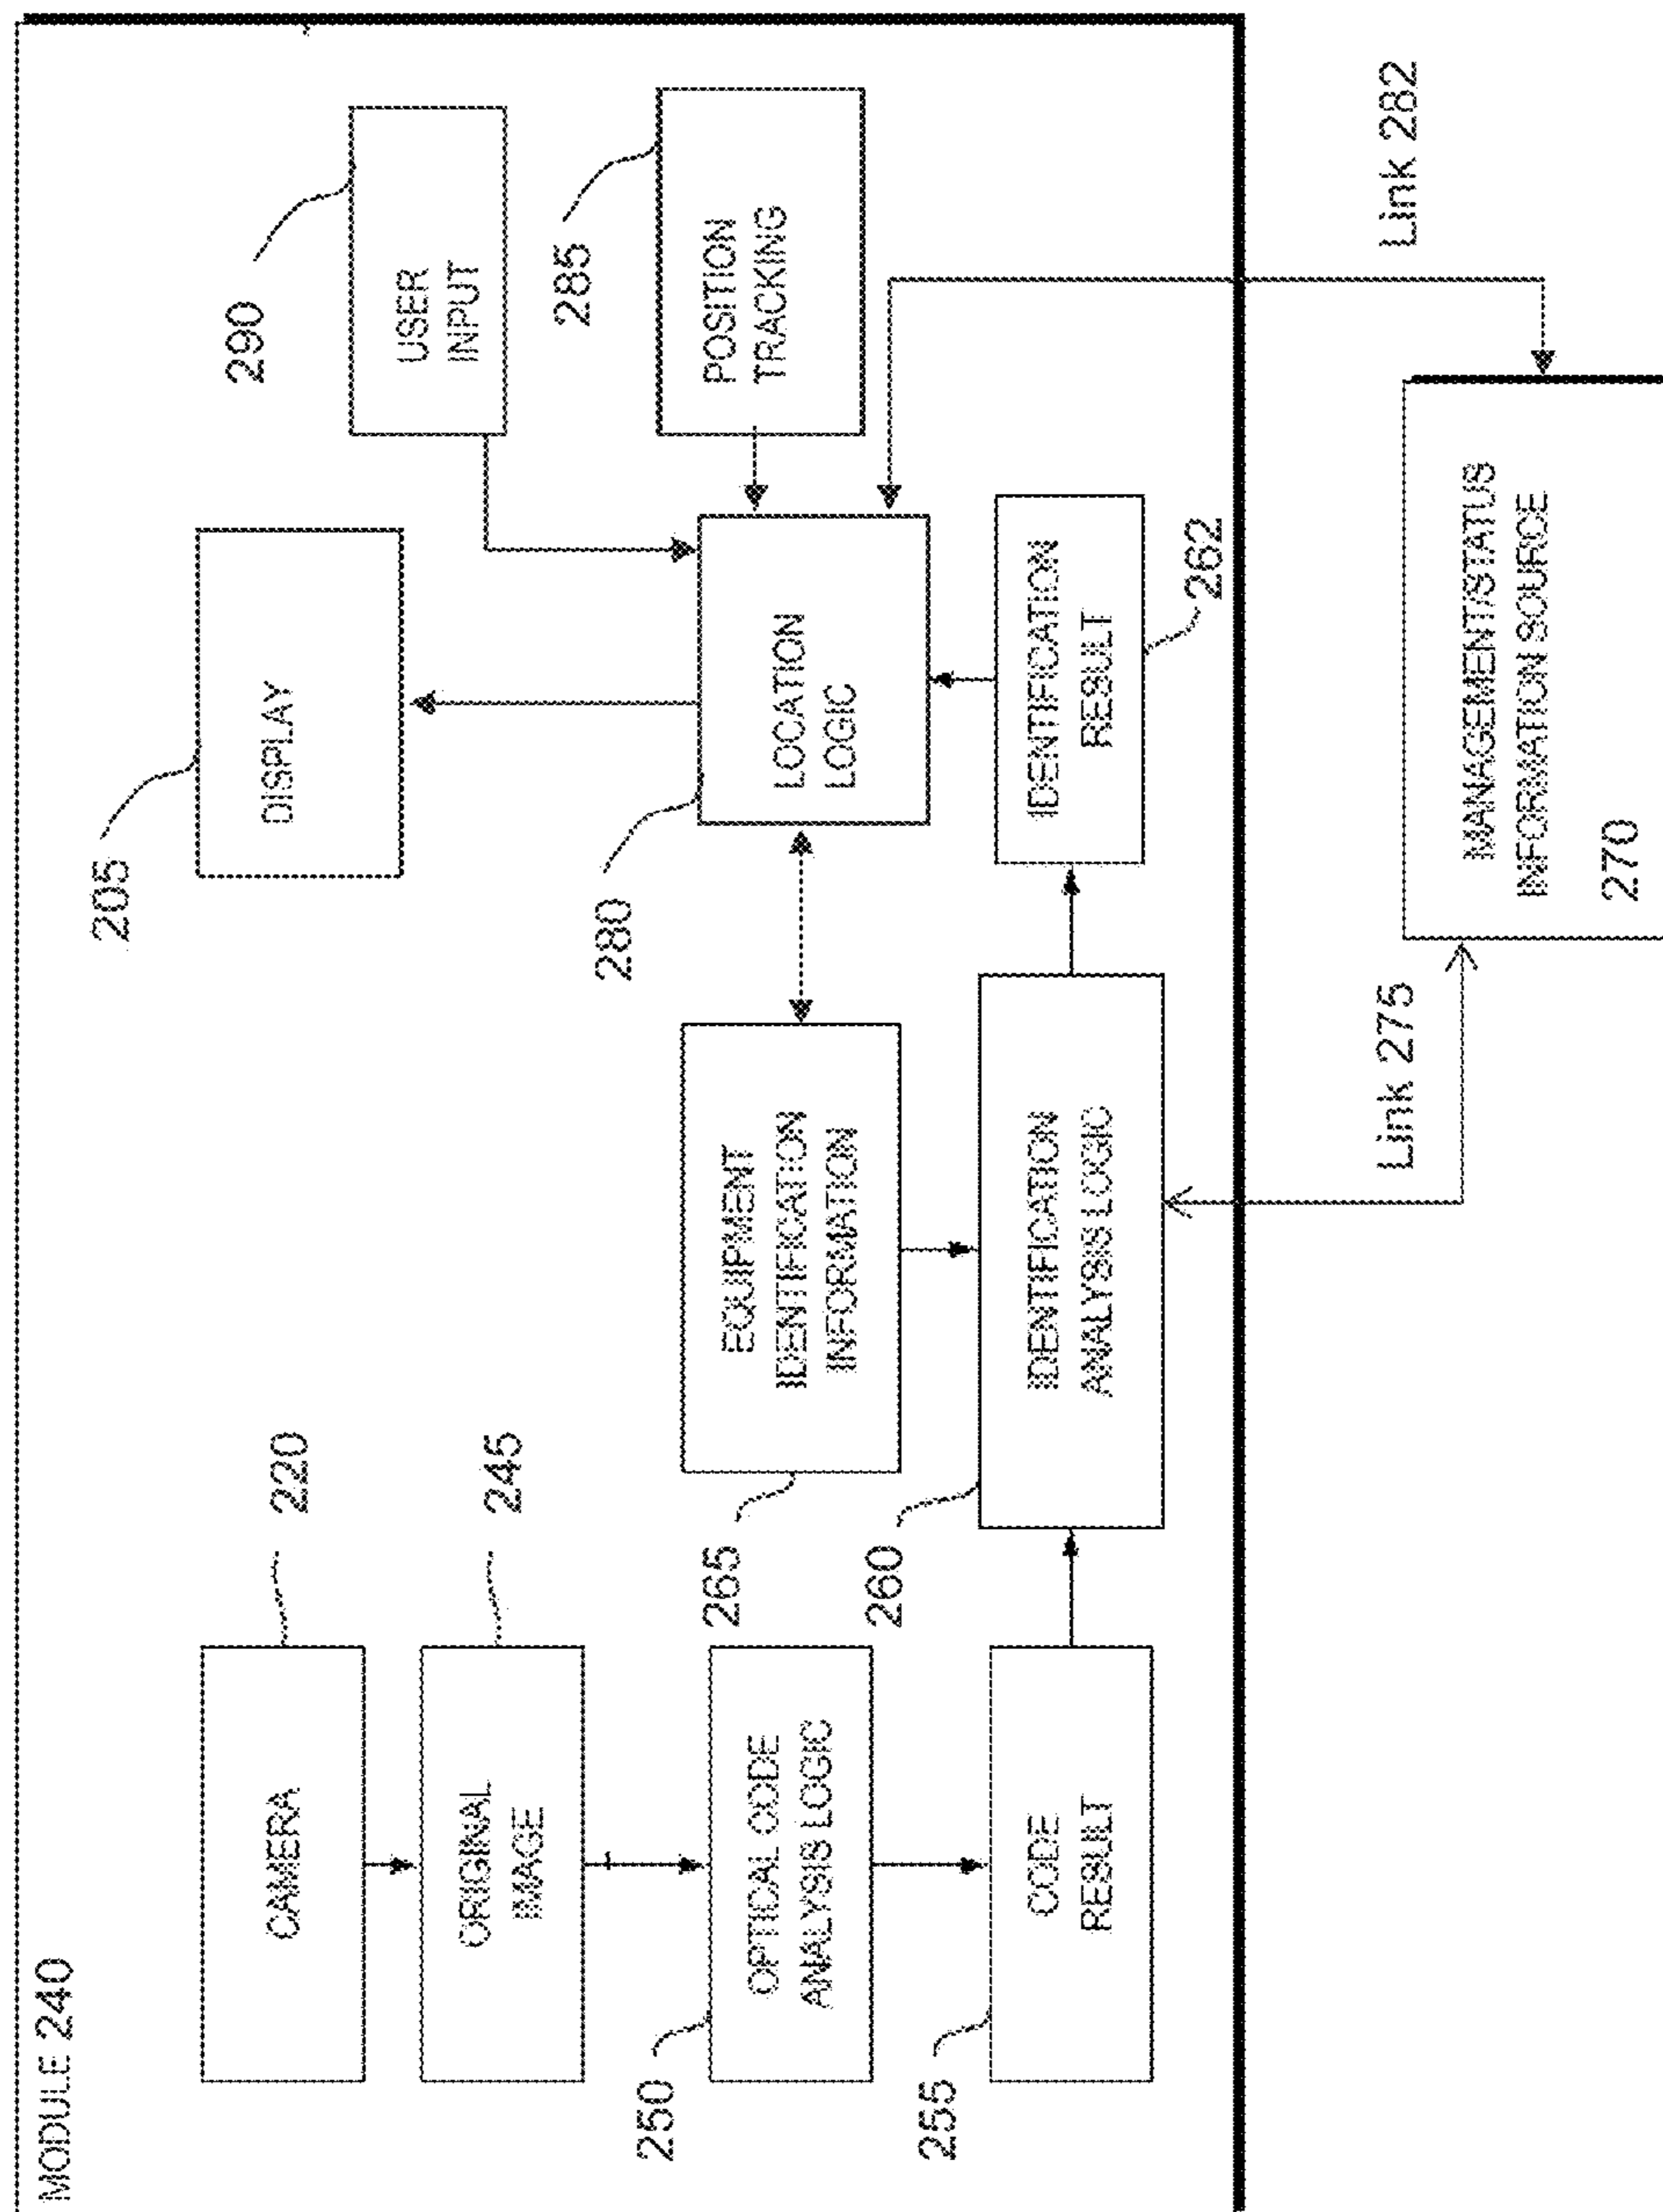 MODULE 240
CAMERA
220
ORIGINAL
IMAGE
245
250
OPTICAL CODE
ANALYSIS LOGIC
255
CODE
RESULT
265
EQUIPMENT
IDENTIFICATION
INFORMATION
260
IDENTIFICATION
ANALYSIS LOGIC
205
DISPLAY
280
LOCATION
LOGIC
IDENTIFICATION
RESULT
262
290
USER
INPUT
285
POSITION
TRACKING
Link 275
Link 282
MANAGEMENT/STATUS
INFORMATION SOURCE
270